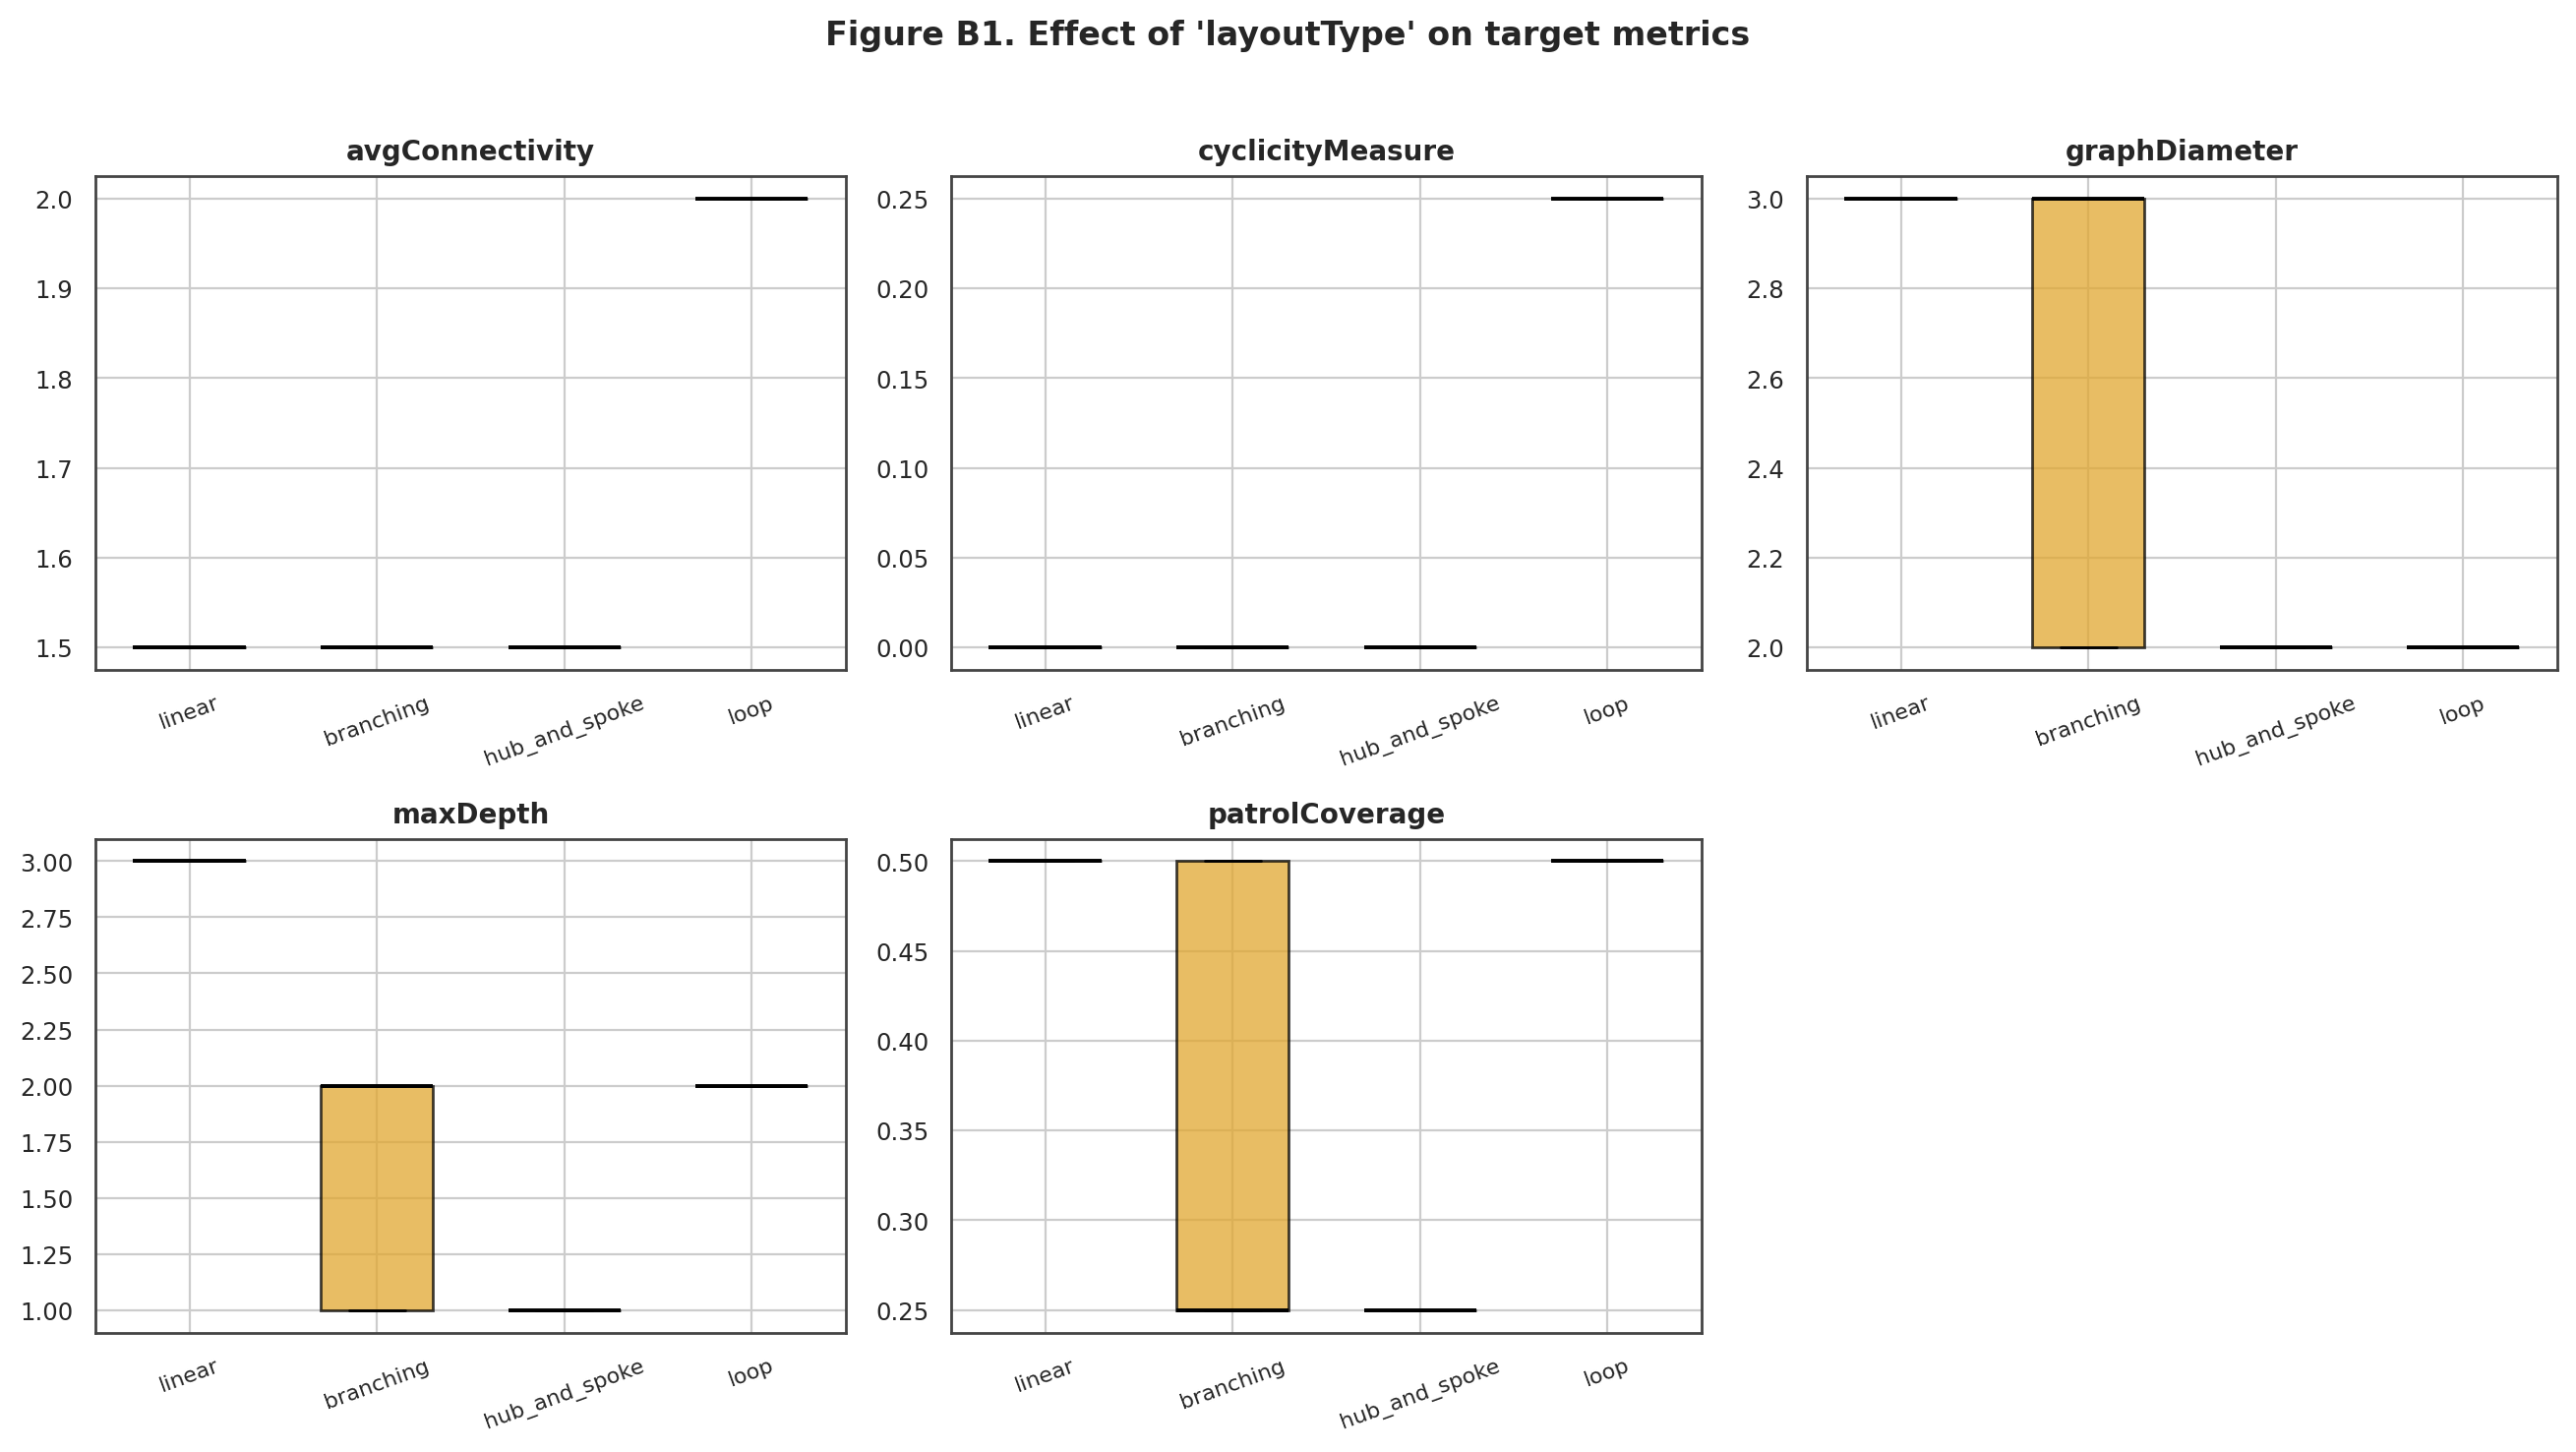 Figure B1. Effect of 'layoutType' on target metrics
avgConnectivity
2.0
1.9
1.8
1.7
1.6
1.5
linear
branching
hub_and_spoke
loop
cyclicityMeasure
0.25
0.20
0.15
0.10
0.05
0.00
linear
branching
hub_and_spoke
loop
graphDiameter
3.0
2.8
2.6
2.4
2.2
2.0
linear
branching
hub_and_spoke
loop
maxDepth
3.00
2.75
2.50
2.25
2.00
1.75
1.50
1.25
1.00
linear
branching
hub_and_spoke
loop
patrolCoverage
0.50
0.45
0.40
0.35
0.30
0.25
linear
branching
hub_and_spoke
loop